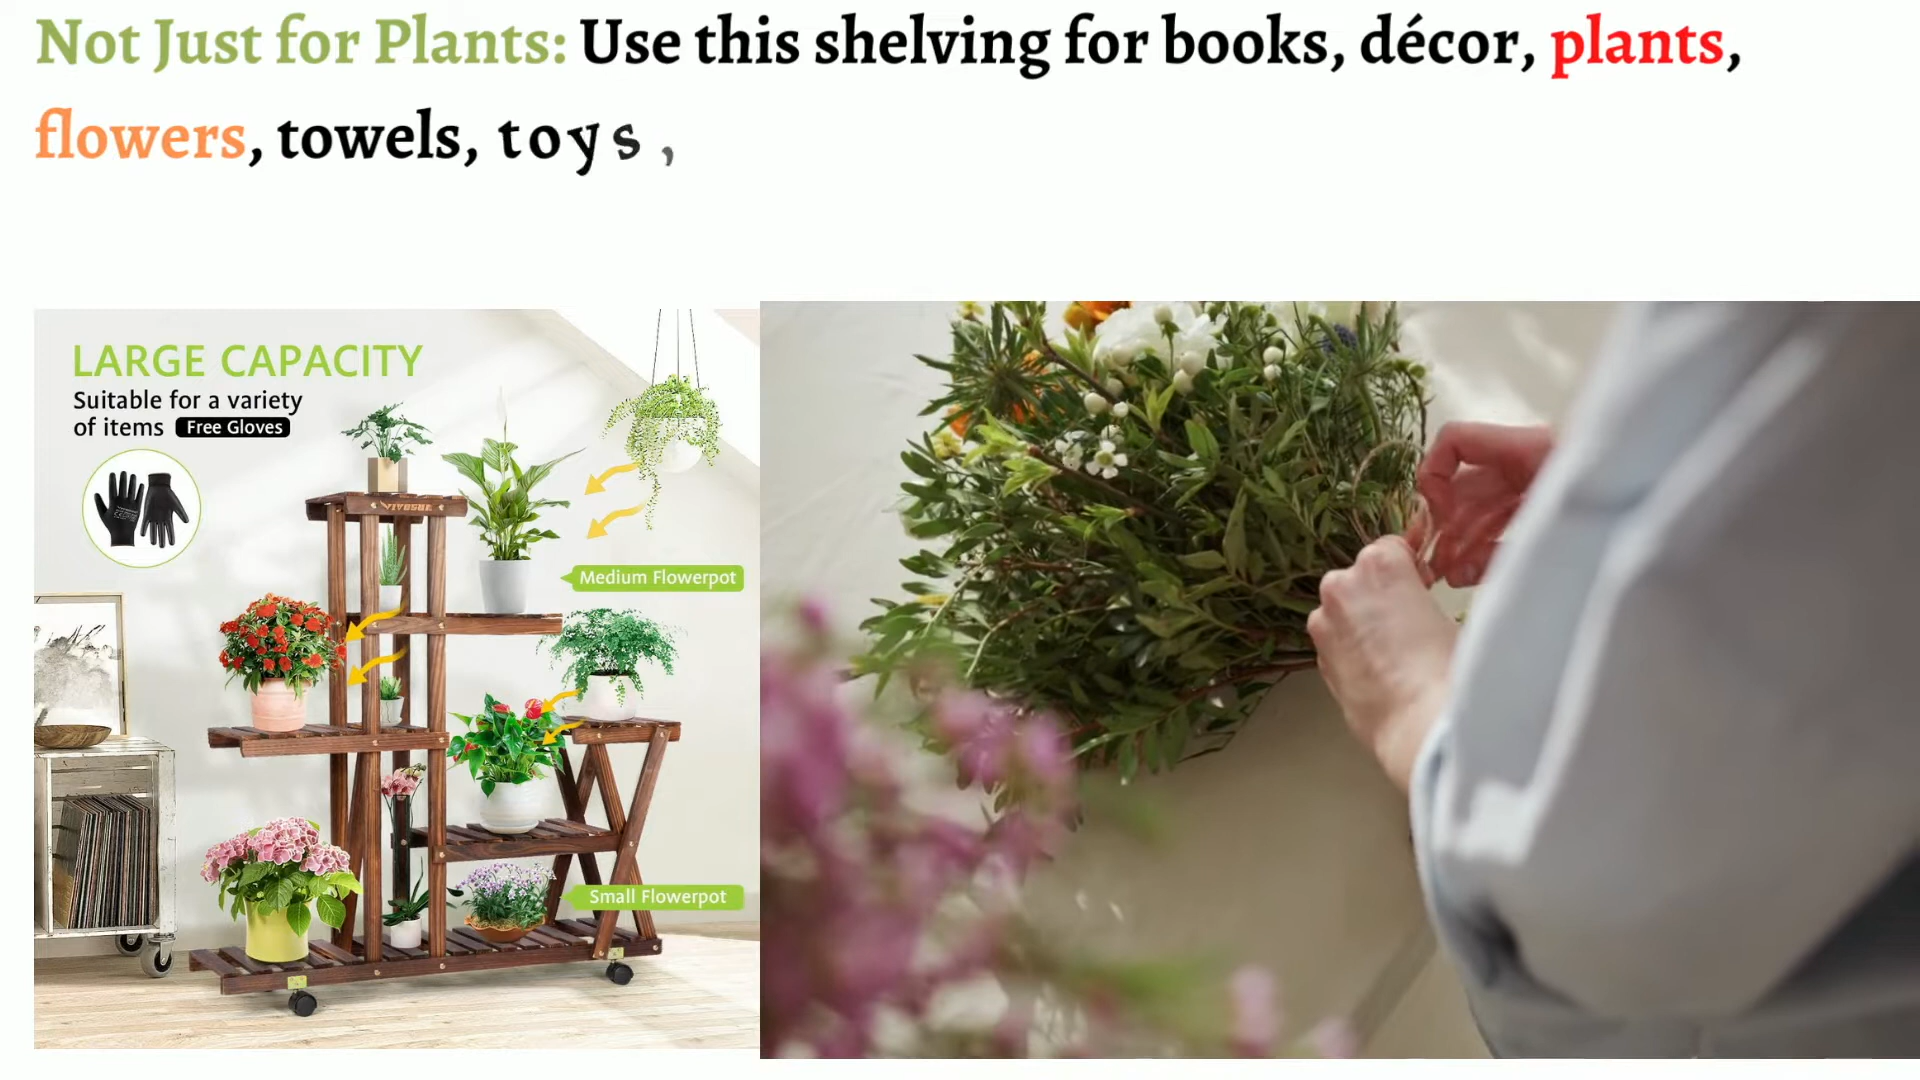 Not Just for Plants: Use this shelving for books, décor, plants,
flowers, towels, toys,
LARGE CAPACITY
Suitable for a variety
of items Free Gloves
VIVOSUN
Medium Flowerpot
Small Flowerpot